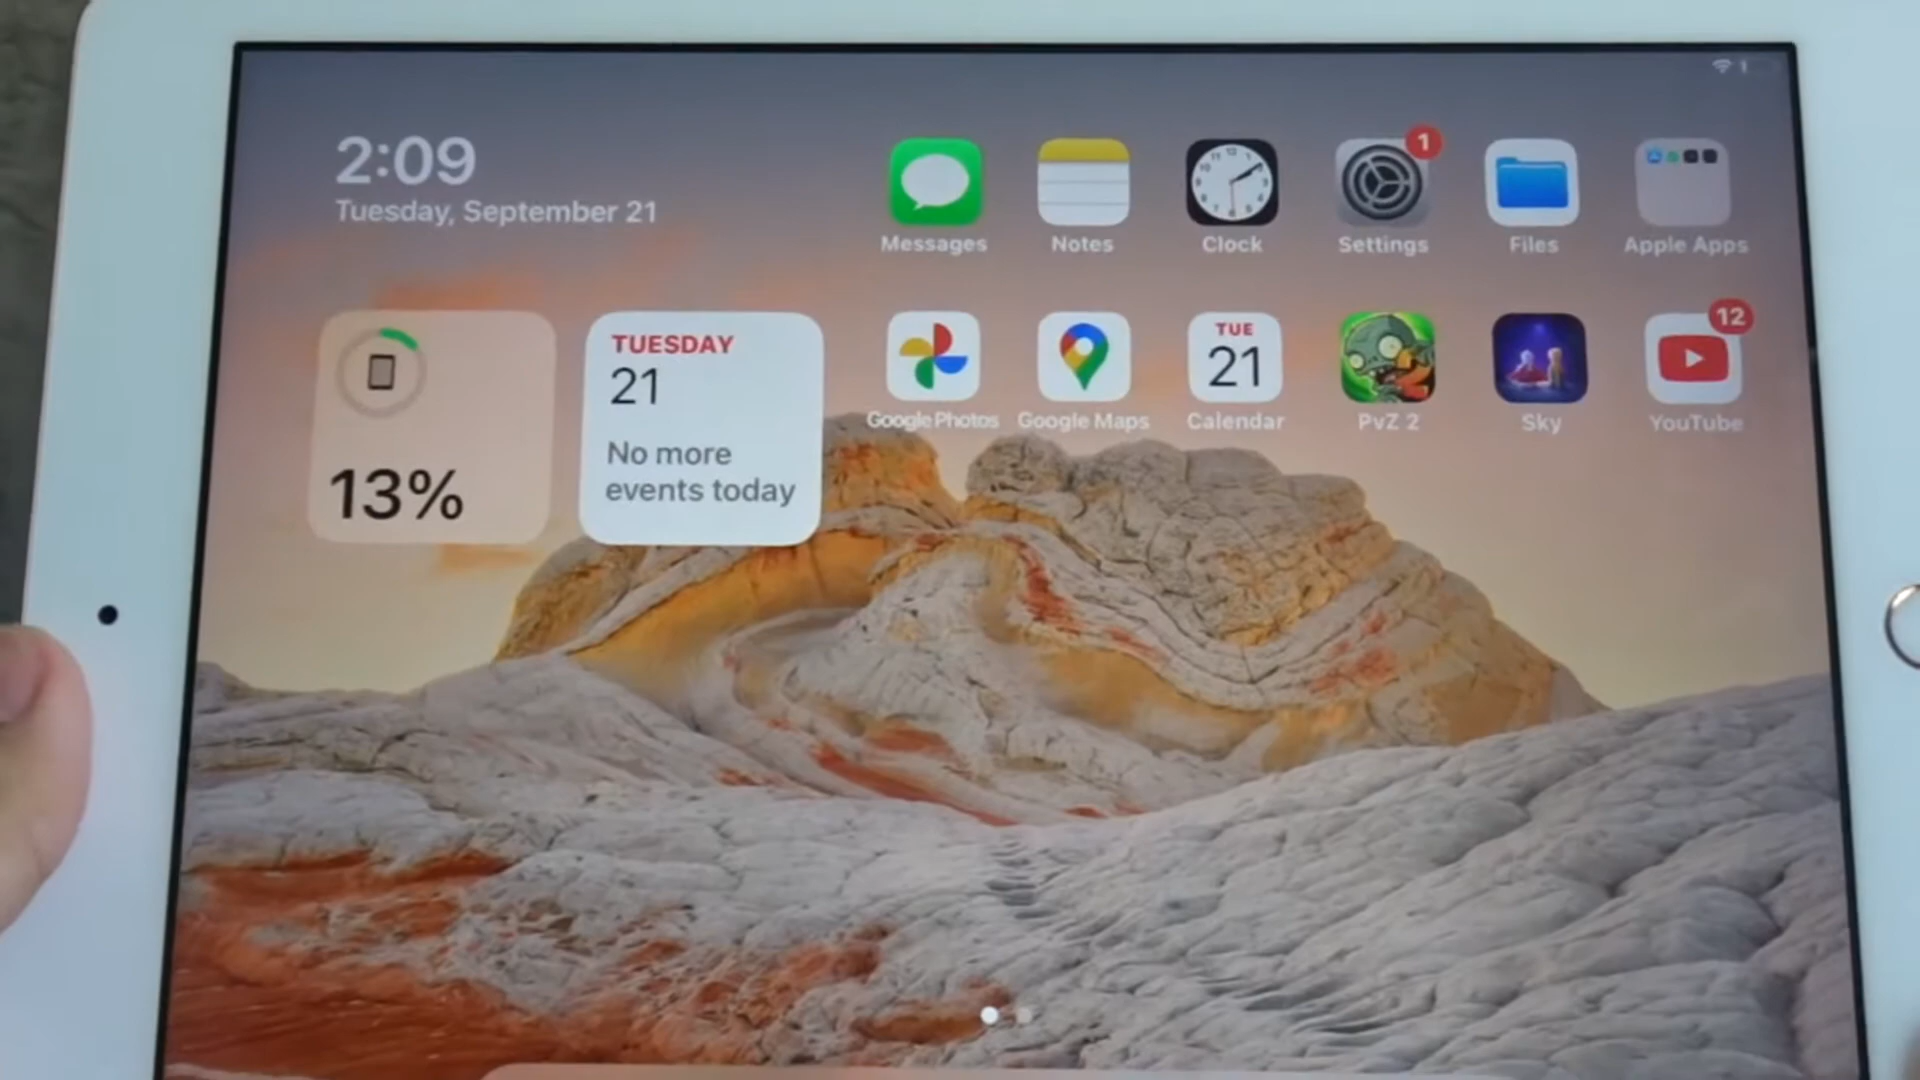 2:09
Tuesday, September 21
13%
TUESDAY
21
No more
events today
Messages
Notes
Clock
1
Settings
Files
Apple Apps
Google Photos
Google Maps
TUE
21
Calendar
PvZ 2
Sky
12
YouTube